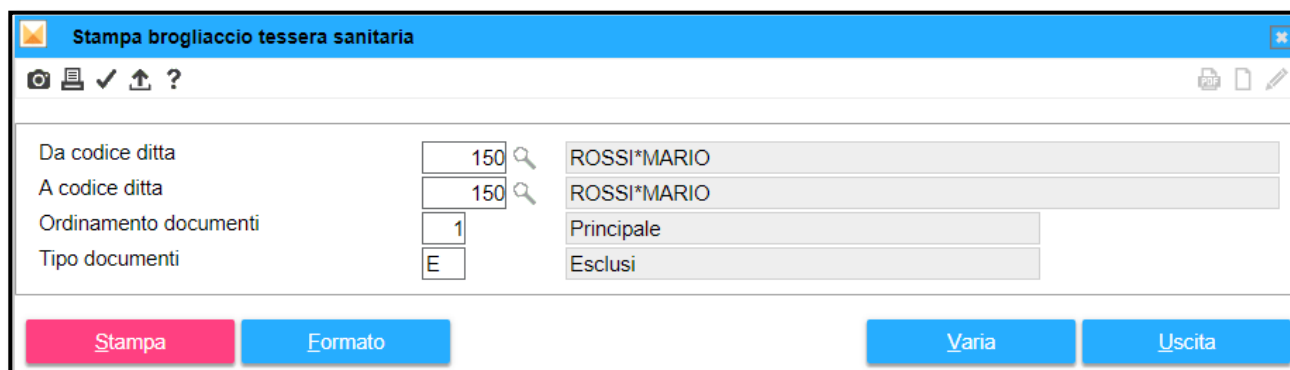 Stampa brogliaccio tessera sanitaria
?
PDF
Da codice ditta 150 ROSSI*MARIO
A codice ditta 150 ROSSI*MARIO
Ordinamento documenti 1 Principale
Tipo documenti E Esclusi
Stampa Formato Varia Uscita